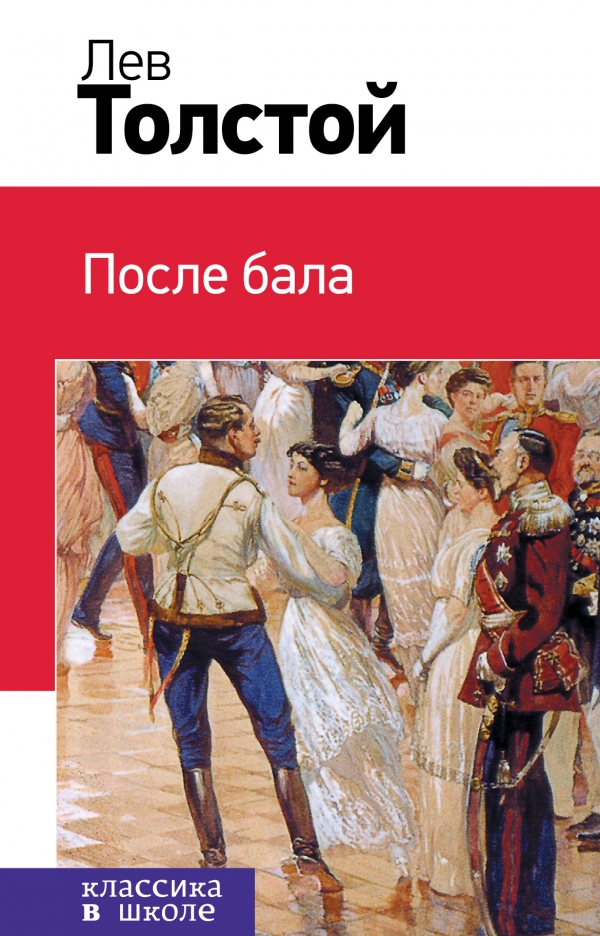 Лев
Толстой
После бала
классика
в школе